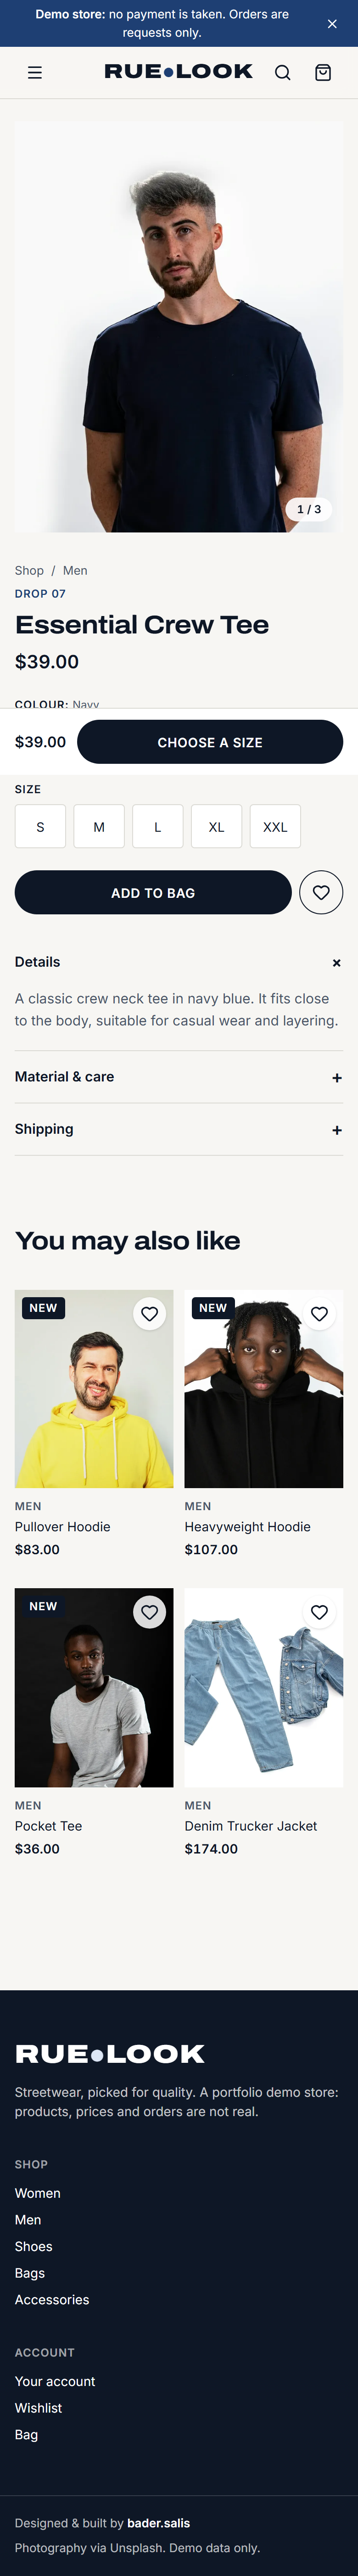 Demo store: no payment is taken. Orders are
requests only.
RUE●LOOK
1 / 3
Shop / Men
DROP 07
Essential Crew Tee
$39.00
COLOUR: Navy
$39.00 CHOOSE A SIZE
SIZE
S M L XL XXL
ADD TO BAG
Details
A classic crew neck tee in navy blue. It fits close
to the body, suitable for casual wear and layering.
Material & care +
Shipping +
You may also like
NEW NEW
MEN MEN
Pullover Hoodie Heavyweight Hoodie
$83.00 $107.00
NEW
MEN MEN
Pocket Tee Denim Trucker Jacket
$36.00 $174.00
RUE●LOOK
Streetwear, picked for quality. A portfolio demo store:
products, prices and orders are not real.
SHOP
Women
Men
Shoes
Bags
Accessories
ACCOUNT
Your account
Wishlist
Bag
Designed & built by bader.salis
Photography via Unsplash. Demo data only.